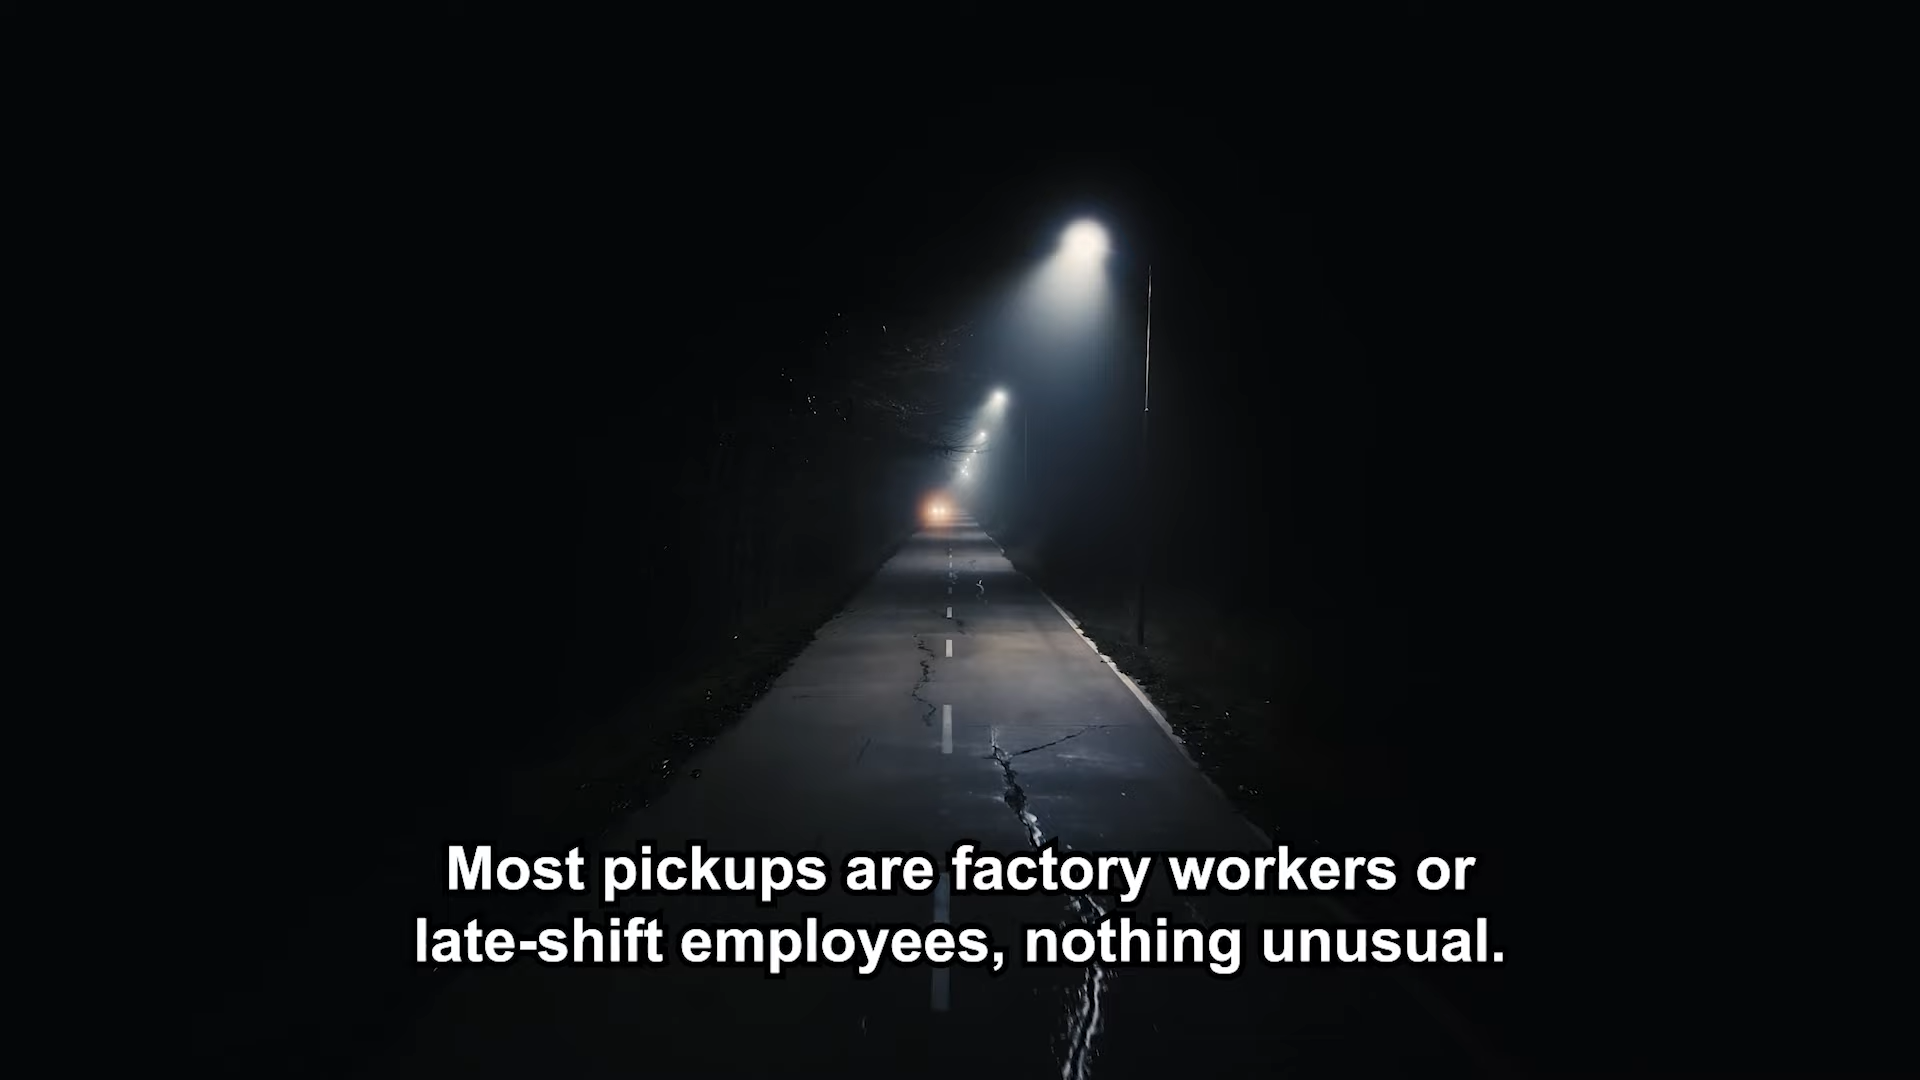 Most pickups are factory workers or
late-shift employees, nothing unusual.